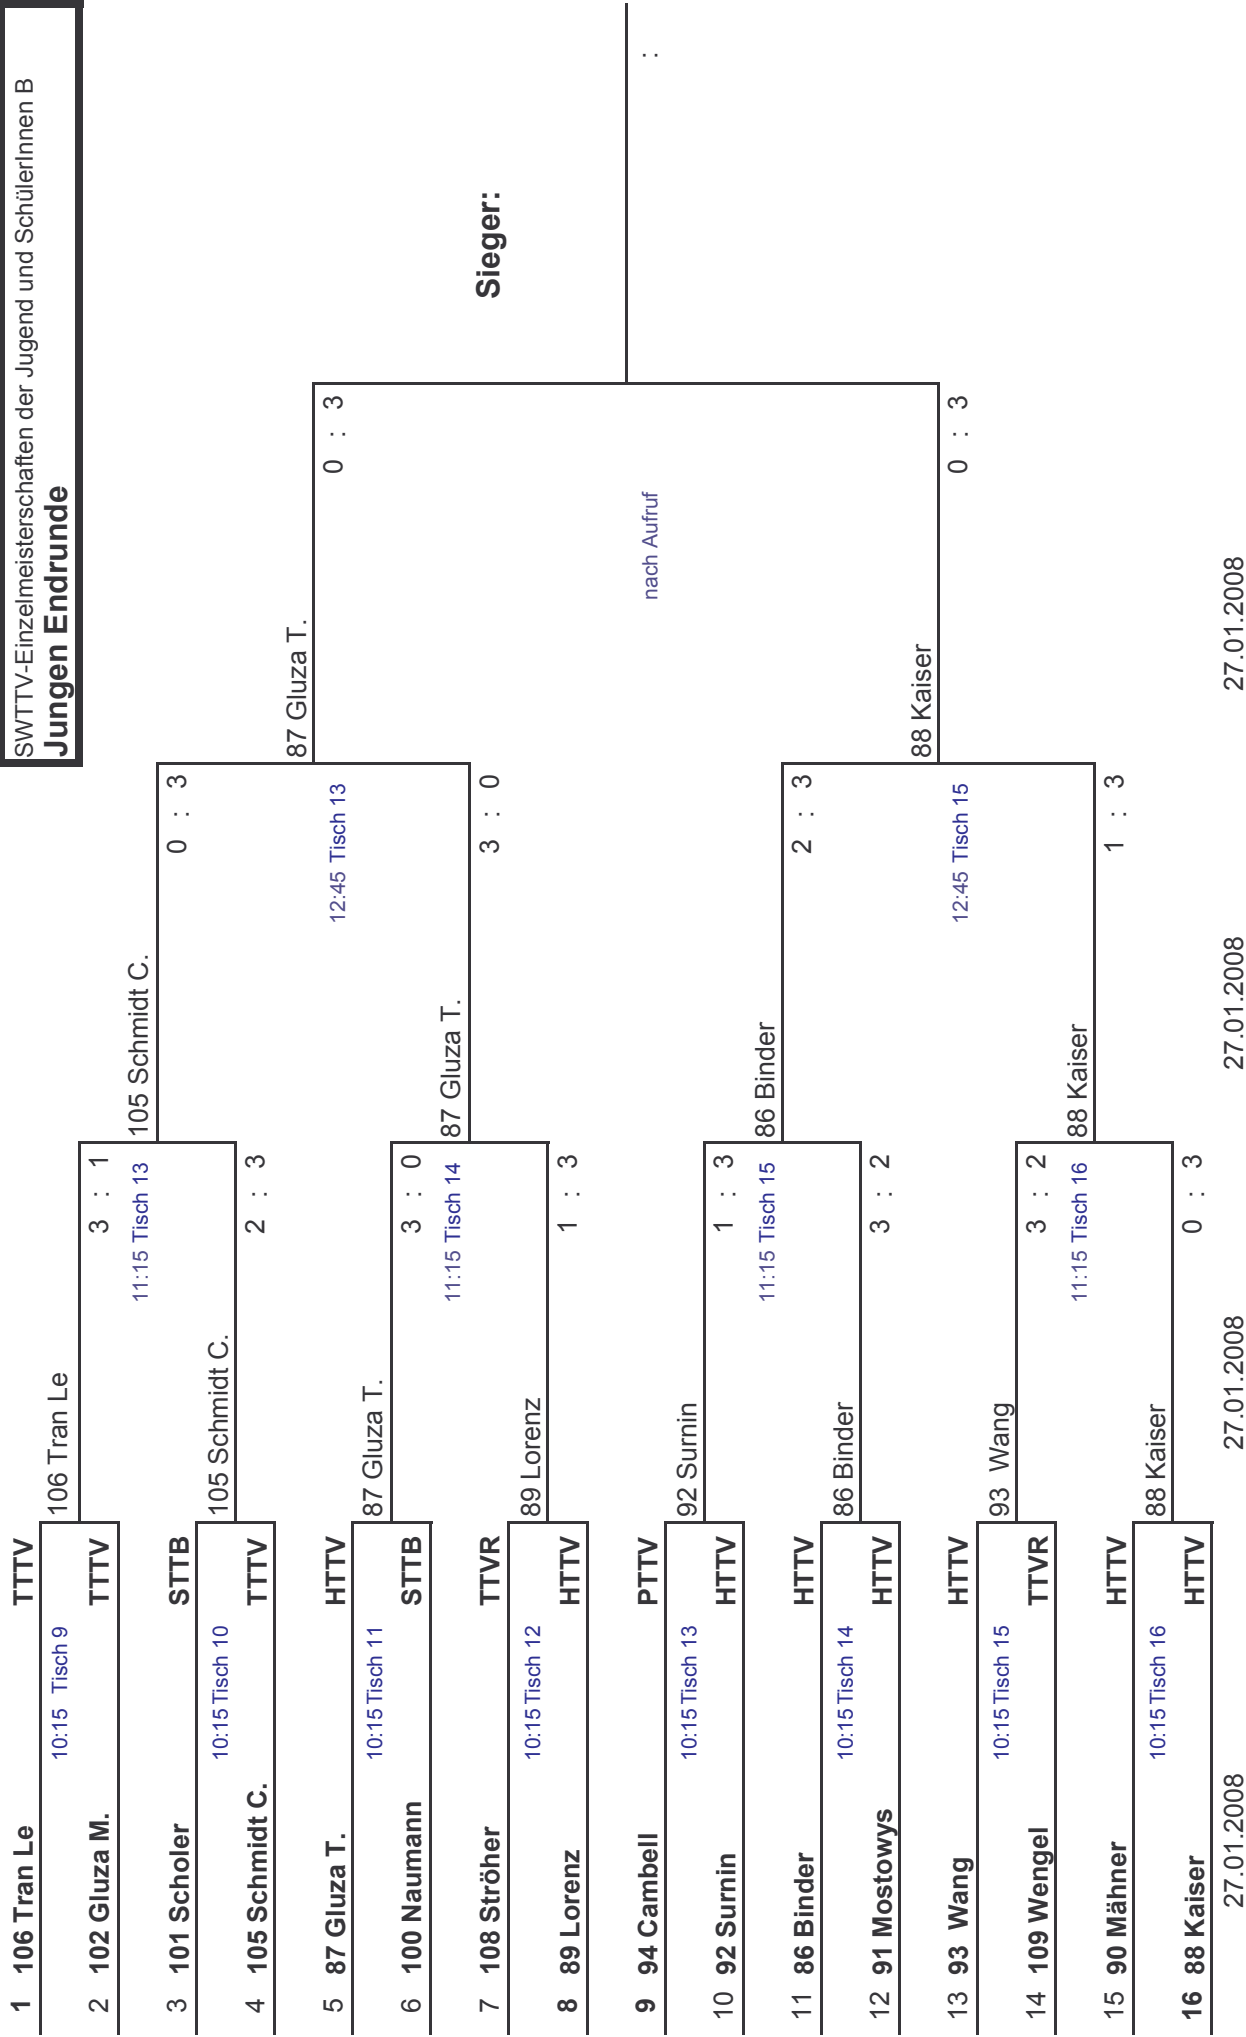 SWTTV-Einzelmeisterschaften der Jugend und SchülerInnen B
Jungen Endrunde
1 106 Tran Le TTTV
10:15 Tisch 9
2 102 Gluza M. TTTV
3 101 Scholer STTB
10:15 Tisch 10
4 105 Schmidt C. TTTV
5 87 Gluza T. HTTV
10:15 Tisch 11
6 100 Naumann STTB
7 108 Ströher TTVR
10:15 Tisch 12
8 89 Lorenz HTTV
9 94 Cambell PTTV
10:15 Tisch 13
10 92 Surnin HTTV
11 86 Binder HTTV
10:15 Tisch 14
12 91 Mostowys HTTV
13 93 Wang HTTV
10:15 Tisch 15
14 109 Wengel TTVR
15 90 Mähner HTTV
10:15 Tisch 16
16 88 Kaiser HTTV
27.01.2008
106 Tran Le
3 : 1
11:15 Tisch 13
105 Schmidt C.
2 : 3
87 Gluza T.
3 : 0
11:15 Tisch 14
89 Lorenz
1 : 3
92 Surnin
1 : 3
11:15 Tisch 15
86 Binder
3 : 2
93 Wang
3 : 2
11:15 Tisch 16
88 Kaiser
0 : 3
27.01.2008
105 Schmidt C.
0 : 3
12:45 Tisch 13
87 Gluza T.
3 : 0
86 Binder
2 : 3
12:45 Tisch 15
88 Kaiser
1 : 3
27.01.2008
87 Gluza T.
0 : 3
nach Aufruf
88 Kaiser
0 : 3
27.01.2008
Sieger:
: